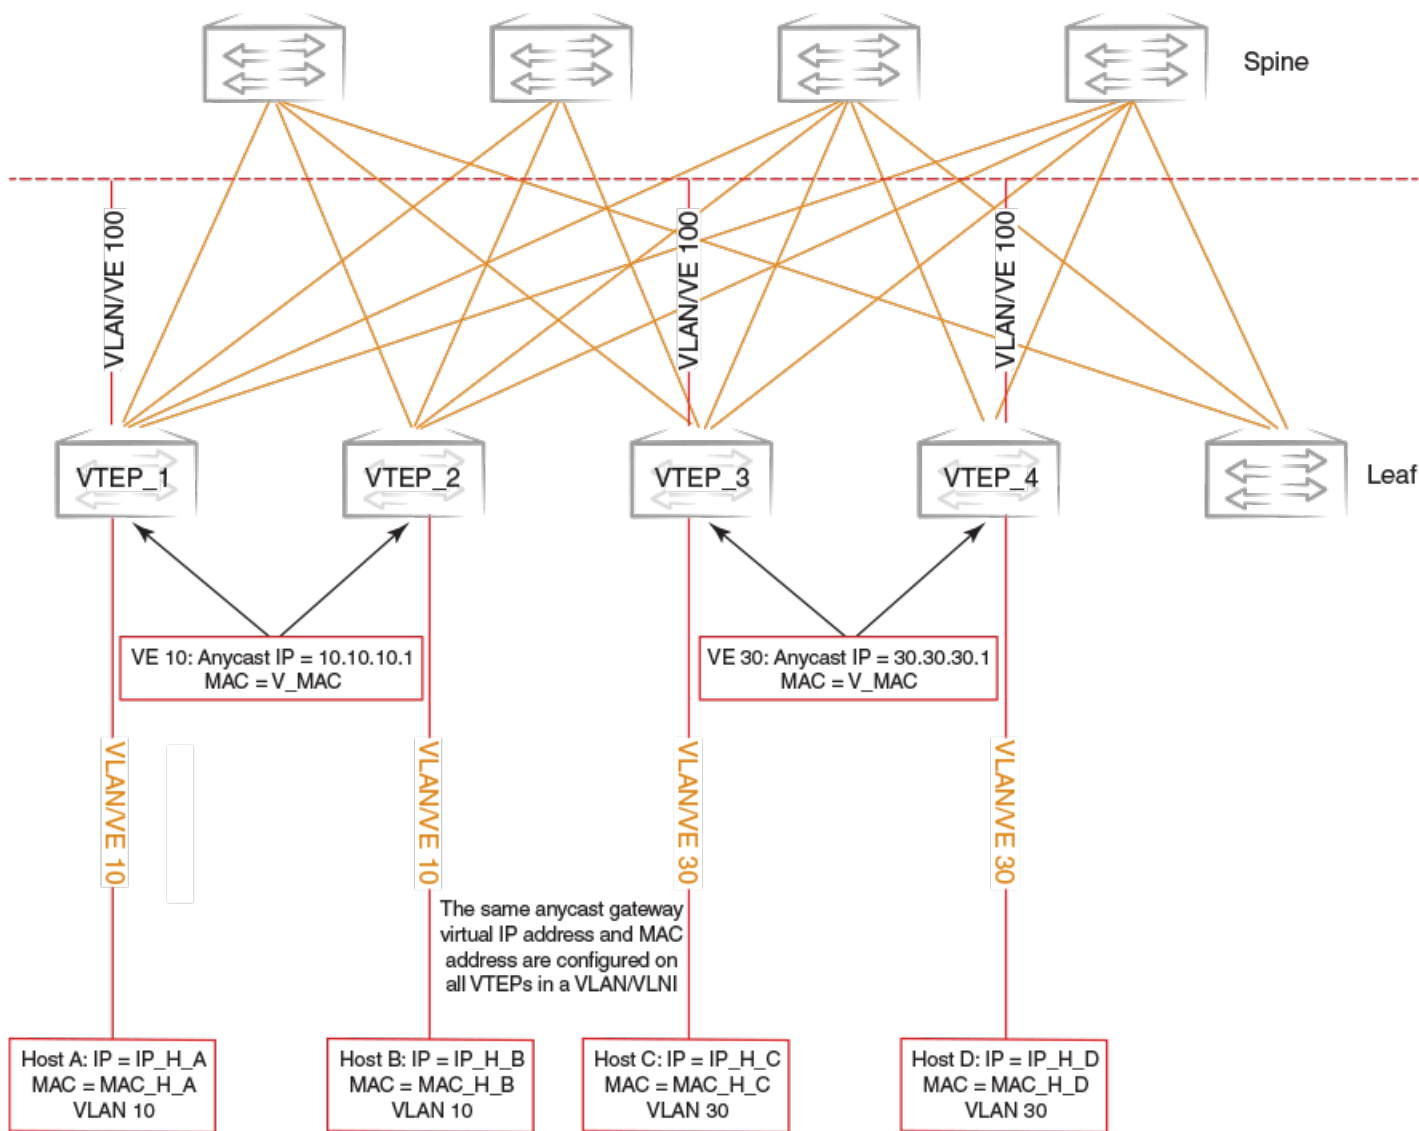 Spine
VLAN/VE 100
VLAN/VE 100
VLAN/VE 100
VTEP_1
VTEP_2
VTEP_3
VTEP_4
Leaf
VE 10: Anycast IP = 10.10.10.1
MAC = V_MAC
VE 30: Anycast IP = 30.30.30.1
MAC = V_MAC
VLAN/VE 10
VLAN/VE 10
VLAN/VE 30
VLAN/VE 30
The same anycast gateway
virtual IP address and MAC
address are configured on
all VTEPs in a VLAN/VLNI
Host A: IP = IP_H_A
MAC = MAC_H_A
VLAN 10
Host B: IP = IP_H_B
MAC = MAC_H_B
VLAN 10
Host C: IP = IP_H_C
MAC = MAC_H_C
VLAN 30
Host D: IP = IP_H_D
MAC = MAC_H_D
VLAN 30